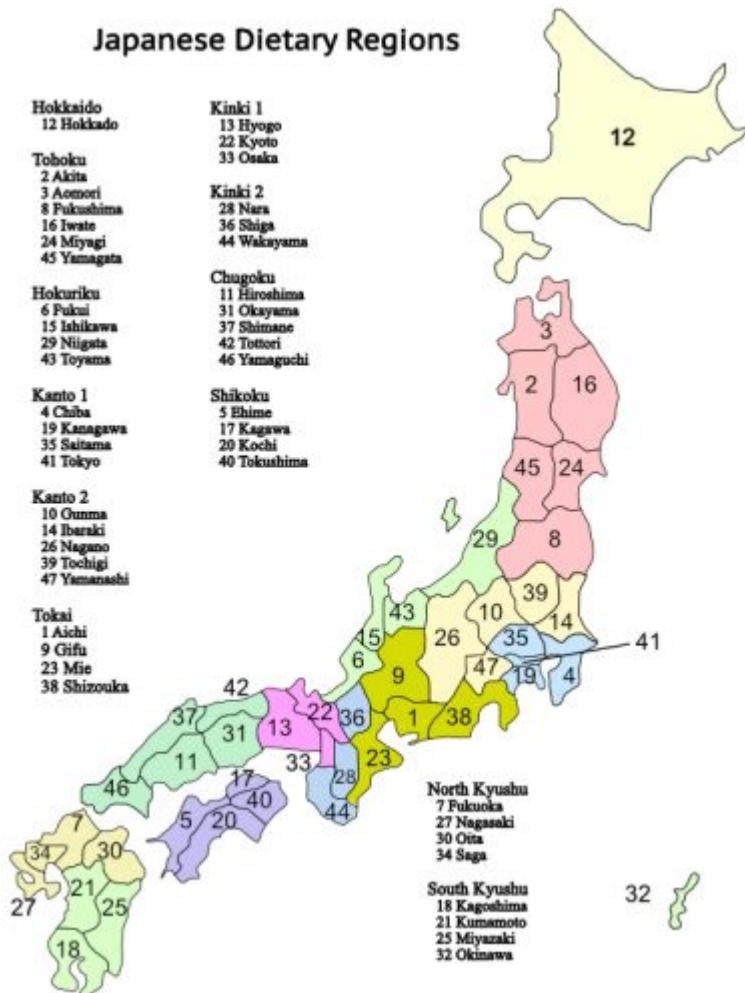 Japanese Dietary Regions
Hokkaido
12 Hokkado
Tohoku
2 Akita
3 Aomori
8 Fukushima
16 Iwate
24 Miyagi
45 Yamagata
Hokuriku
6 Fukui
15 Ishikawa
29 Niigata
43 Toyama
Kanto 1
4 Chiba
19 Kanagawa
35 Saitama
41 Tokyo
Kanto 2
10 Gunma
14 Ibaraki
26 Nagano
39 Tochigi
47 Yamanashi
Tokai
1 Aichi
9 Gifu
23 Mie
38 Shizouka
Kinki 1
13 Hyogo
22 Kyoto
33 Osaka
Kinki 2
28 Nara
36 Shiga
44 Wakayama
Chugoku
11 Hiroshima
31 Okayama
37 Shimane
42 Tottori
46 Yamaguchi
Shikoku
5 Ehime
17 Kagawa
20 Kochi
40 Tokushima
North Kyushu
7 Fukuoka
27 Nagasaki
30 Oita
34 Saga
South Kyushu
18 Kagoshima
21 Kumamoto
25 Miyazaki
32 Okinawa
12
3
2
16
45
24
29
8
39
10
14
43
26
35
41
15
6
9
47
19
4
42
22
36
37
13
1
38
31
11
33
23
28
46
17
44
7
5
40
20
34
30
27
21
25
32
18